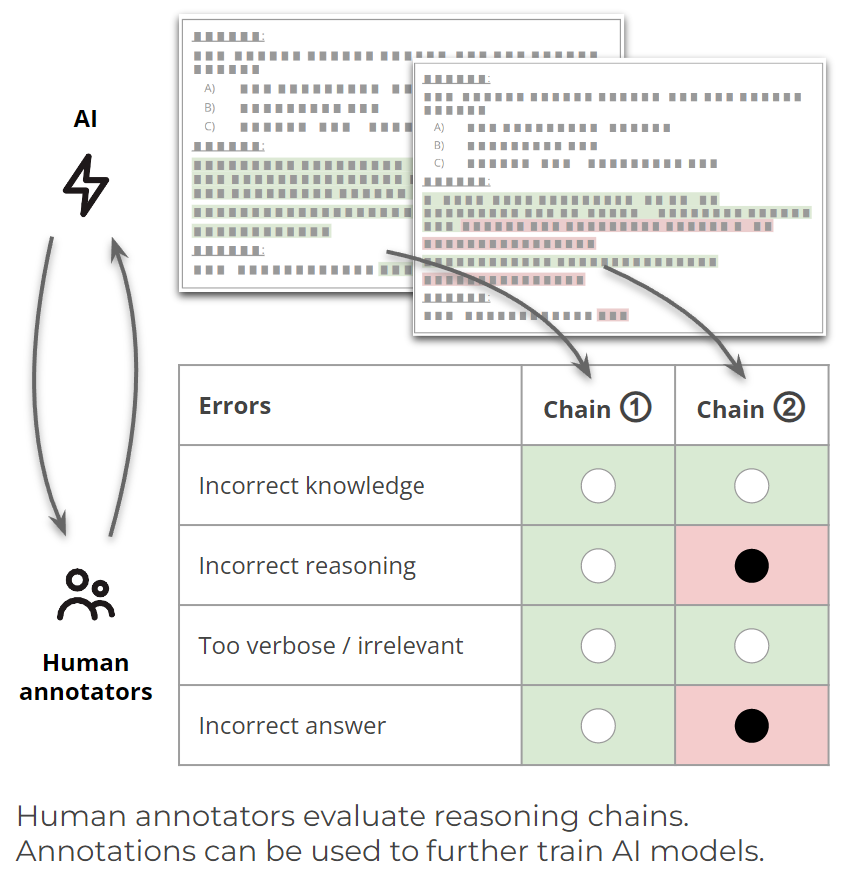 A)
B)
C)
A)
B)
C)
AI
Errors
Chain ①
Chain ②
Incorrect knowledge
Incorrect reasoning
Too verbose / irrelevant
Incorrect answer
Human
annotators
Human annotators evaluate reasoning chains.
Annotations can be used to further train AI models.